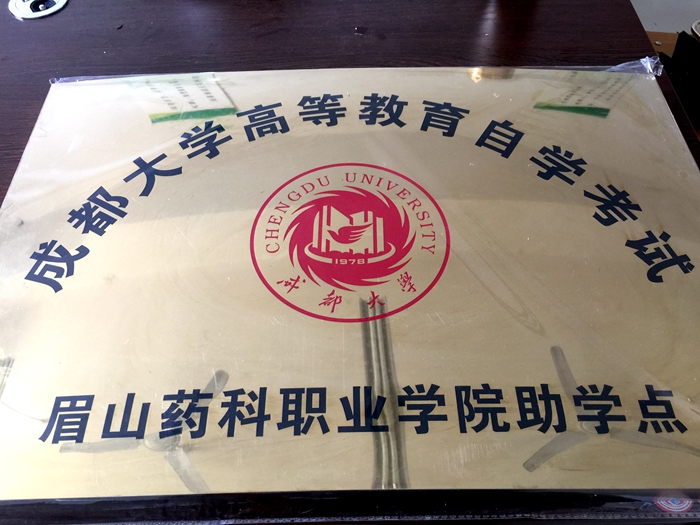 成都大学高等教育自学考试
CHENGDU UNIVERSITY
1978
成都大学
眉山药科职业学院助学点